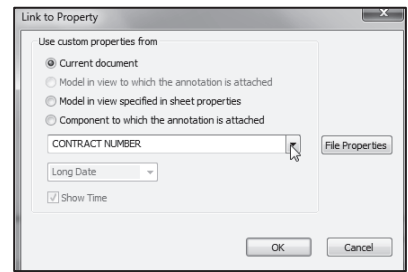 Link to Property
Use custom properties from
Current document
Model in view to which the annotation is attached
Model in view specified in sheet properties
Component to which the annotation is attached
CONTRACT NUMBER
File Properties
Long Date
Show Time
OK Cancel